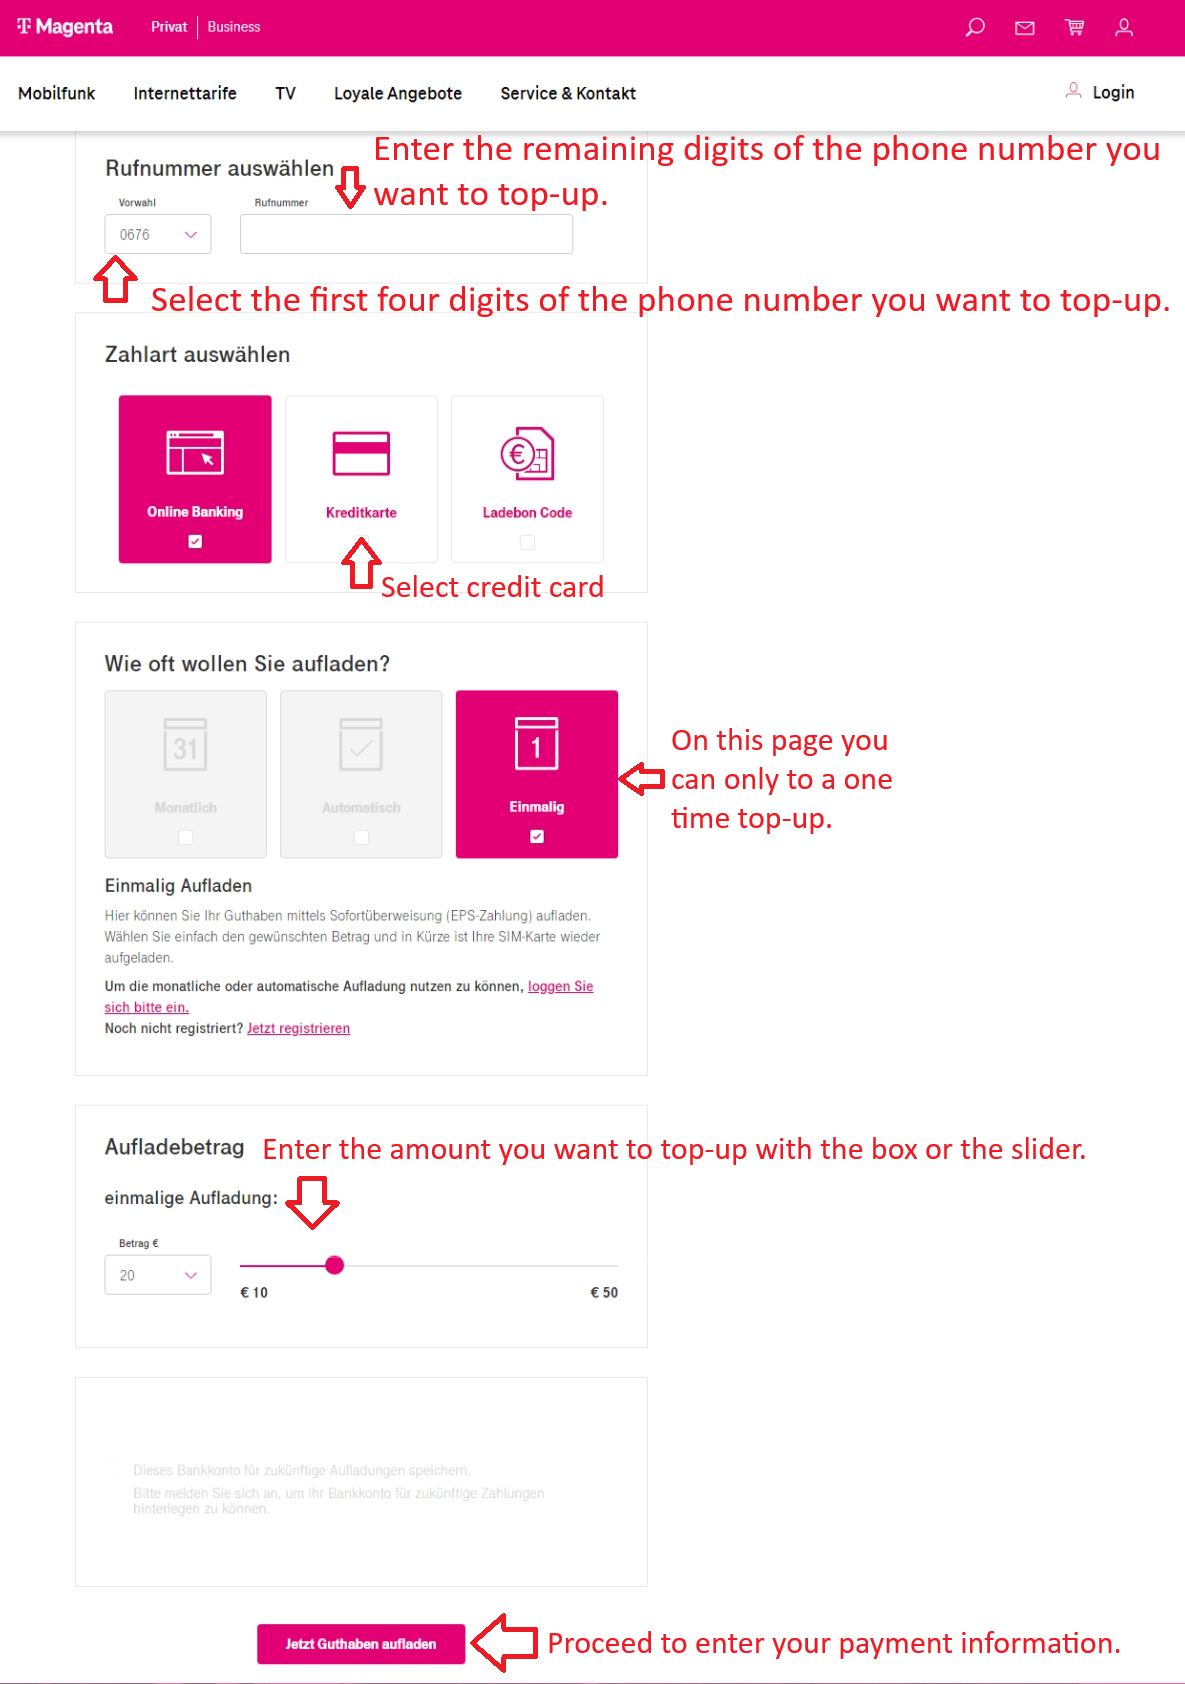 T Magenta
Privat | Business
Mobilfunk Internettarife TV Loyale Angebote Service & Kontakt Login
Enter the remaining digits of the phone number you
want to top-up.
Rufnummer auswählen
Vorwahl Rufnummer
0676
Select the first four digits of the phone number you want to top-up.
Zahlart auswählen
Online Banking Kreditkarte Ladebon Code
Select credit card
Wie oft wollen Sie aufladen?
31 1
Monatlich Automatisch Einmalig
On this page you
can only to a one
time top-up.
Einmalig Aufladen
Hier können Sie Ihr Guthaben mittels Sofortüberweisung (EPS-Zahlung) aufladen.
Wählen Sie einfach den gewünschten Betrag und in Kürze ist Ihre SIM-Karte wieder
aufgeladen.
Um die monatliche oder automatische Aufladung nutzen zu können, loggen Sie
sich bitte ein.
Noch nicht registriert? Jetzt registrieren
Aufladebetrag
Enter the amount you want to top-up with the box or the slider.
einmalige Aufladung:
Betrag €
20
€ 10 € 50
Dieses Bankkonto für zukünftige Aufladungen speichern.
Bitte melden Sie sich an, um ihr Bankkonto für zukünftige Zahlungen
hinterlegen zu können.
Jetzt Guthaben aufladen
Proceed to enter your payment information.